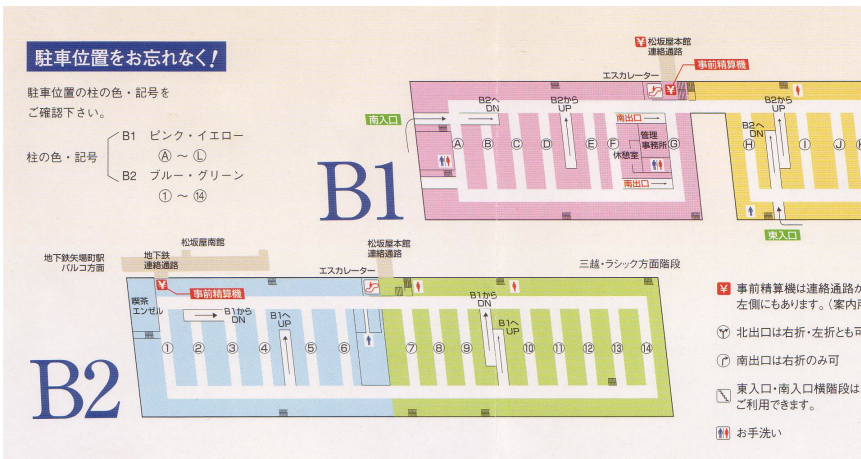 駐車位置をお忘れなく!
駐車位置の柱の色・記号を
ご確認下さい。
柱の色・記号
B1 ピンク・イエロー
Ⓐ ～ Ⓛ
B2 ブルー・グリーン
① ～ ⑭
B1
¥ 松坂屋本館
連絡通路
事前精算機
エスカレーター
¥
南入口
B2へ
DN
B2から
UP
南出口
管理
事務所
休憩室
南出口
Ⓐ Ⓑ Ⓒ Ⓓ Ⓔ Ⓕ Ⓖ
B2から
UP
B2へ
DN
Ⓗ Ⓘ Ⓙ
東入口
B2
松坂屋南館
地下鉄矢場町駅
パルコ方面
地下鉄
連絡通路
松坂屋本館
連絡通路
エスカレーター
三越・ラシック方面階段
¥
事前精算機
喫茶
エンゼル
B1から
DN
B1へ
UP
B1から
DN
B1へ
UP
① ② ③ ④ ⑤ ⑥ ⑦ ⑧ ⑨ ⑩ ⑪ ⑫ ⑬ ⑭
¥ 事前精算機は連絡通路
左側にもあります。(案内
北出口は右折・左折とも可
南出口は右折のみ可
東入口・南入口横階段は
ご利用できます。
お手洗い